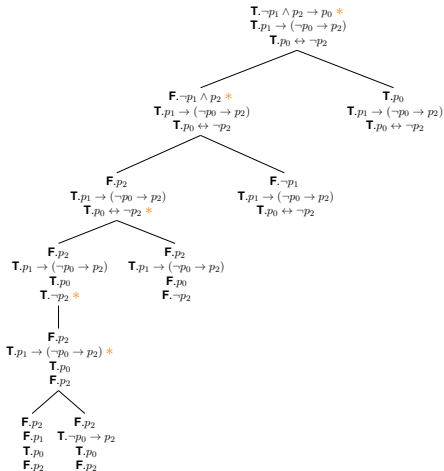 T.¬p₁ ∧ p₂ → p₀ *
T.p₁ → (¬p₀ → p₂)
T.p₀ ↔ ¬p₂
F.¬p₁ ∧ p₂ *
T.p₁ → (¬p₀ → p₂)
T.p₀ ↔ ¬p₂
T.p₀
T.p₁ → (¬p₀ → p₂)
T.p₀ ↔ ¬p₂
F.p₂
T.p₁ → (¬p₀ → p₂)
T.p₀ ↔ ¬p₂ *
F.¬p₁
T.p₁ → (¬p₀ → p₂)
T.p₀ ↔ ¬p₂
F.p₂
T.p₁ → (¬p₀ → p₂)
T.p₀
T.¬p₂ *
F.p₂
T.p₁ → (¬p₀ → p₂)
F.p₀
F.¬p₂
F.p₂
T.p₁ → (¬p₀ → p₂) *
T.p₀
F.p₂
F.p₂
F.p₁
T.p₀
F.p₂
F.p₂
T.¬p₀ → p₂
T.p₀
F.p₂